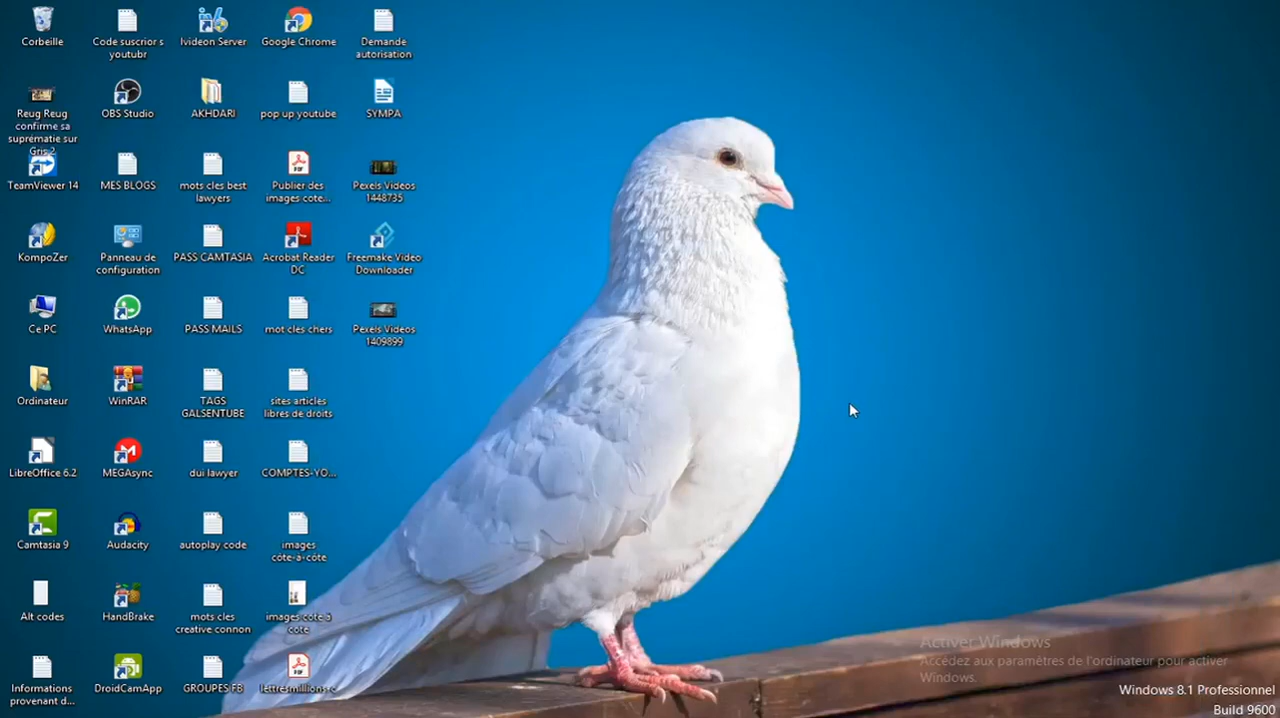 Corbeille
Code suscrior s
youtubr
Ivideon Server
Google Chrome
Demande
autorisation
Reug Reug
confirme sa
suprématie sur
Gris 2
OBS Studio
AKHDARI
pop up youtube
SYMPA
TeamViewer 14
MES BLOGS
mots cles best
lawyers
Publier des
images cote...
Pexels Videos
1448735
KompoZer
Panneau de
configuration
PASS CAMTASIA
Acrobat Reader
DC
Freemake Video
Downloader
Ce PC
WhatsApp
PASS MAILS
mot cles chers
Pexels Videos
1409899
Ordinateur
WinRAR
TAGS
GALSENTUBE
sites articles
libres de droits
LibreOffice 6.2
MEGAsync
dui lawyer
COMPTES-YO...
Camtasia 9
Audacity
autoplay code
images
côte-à-côte
Alt codes
HandBrake
mots cles
creative connon
images cote à
cote
Informations
provenant d...
DroidCamApp
GROUPES FB
lettresmillions-c
Activer Windows
Accédez aux paramètres de l'ordinateur pour activer
Windows.
Windows 8.1 Professionnel
Build 9600